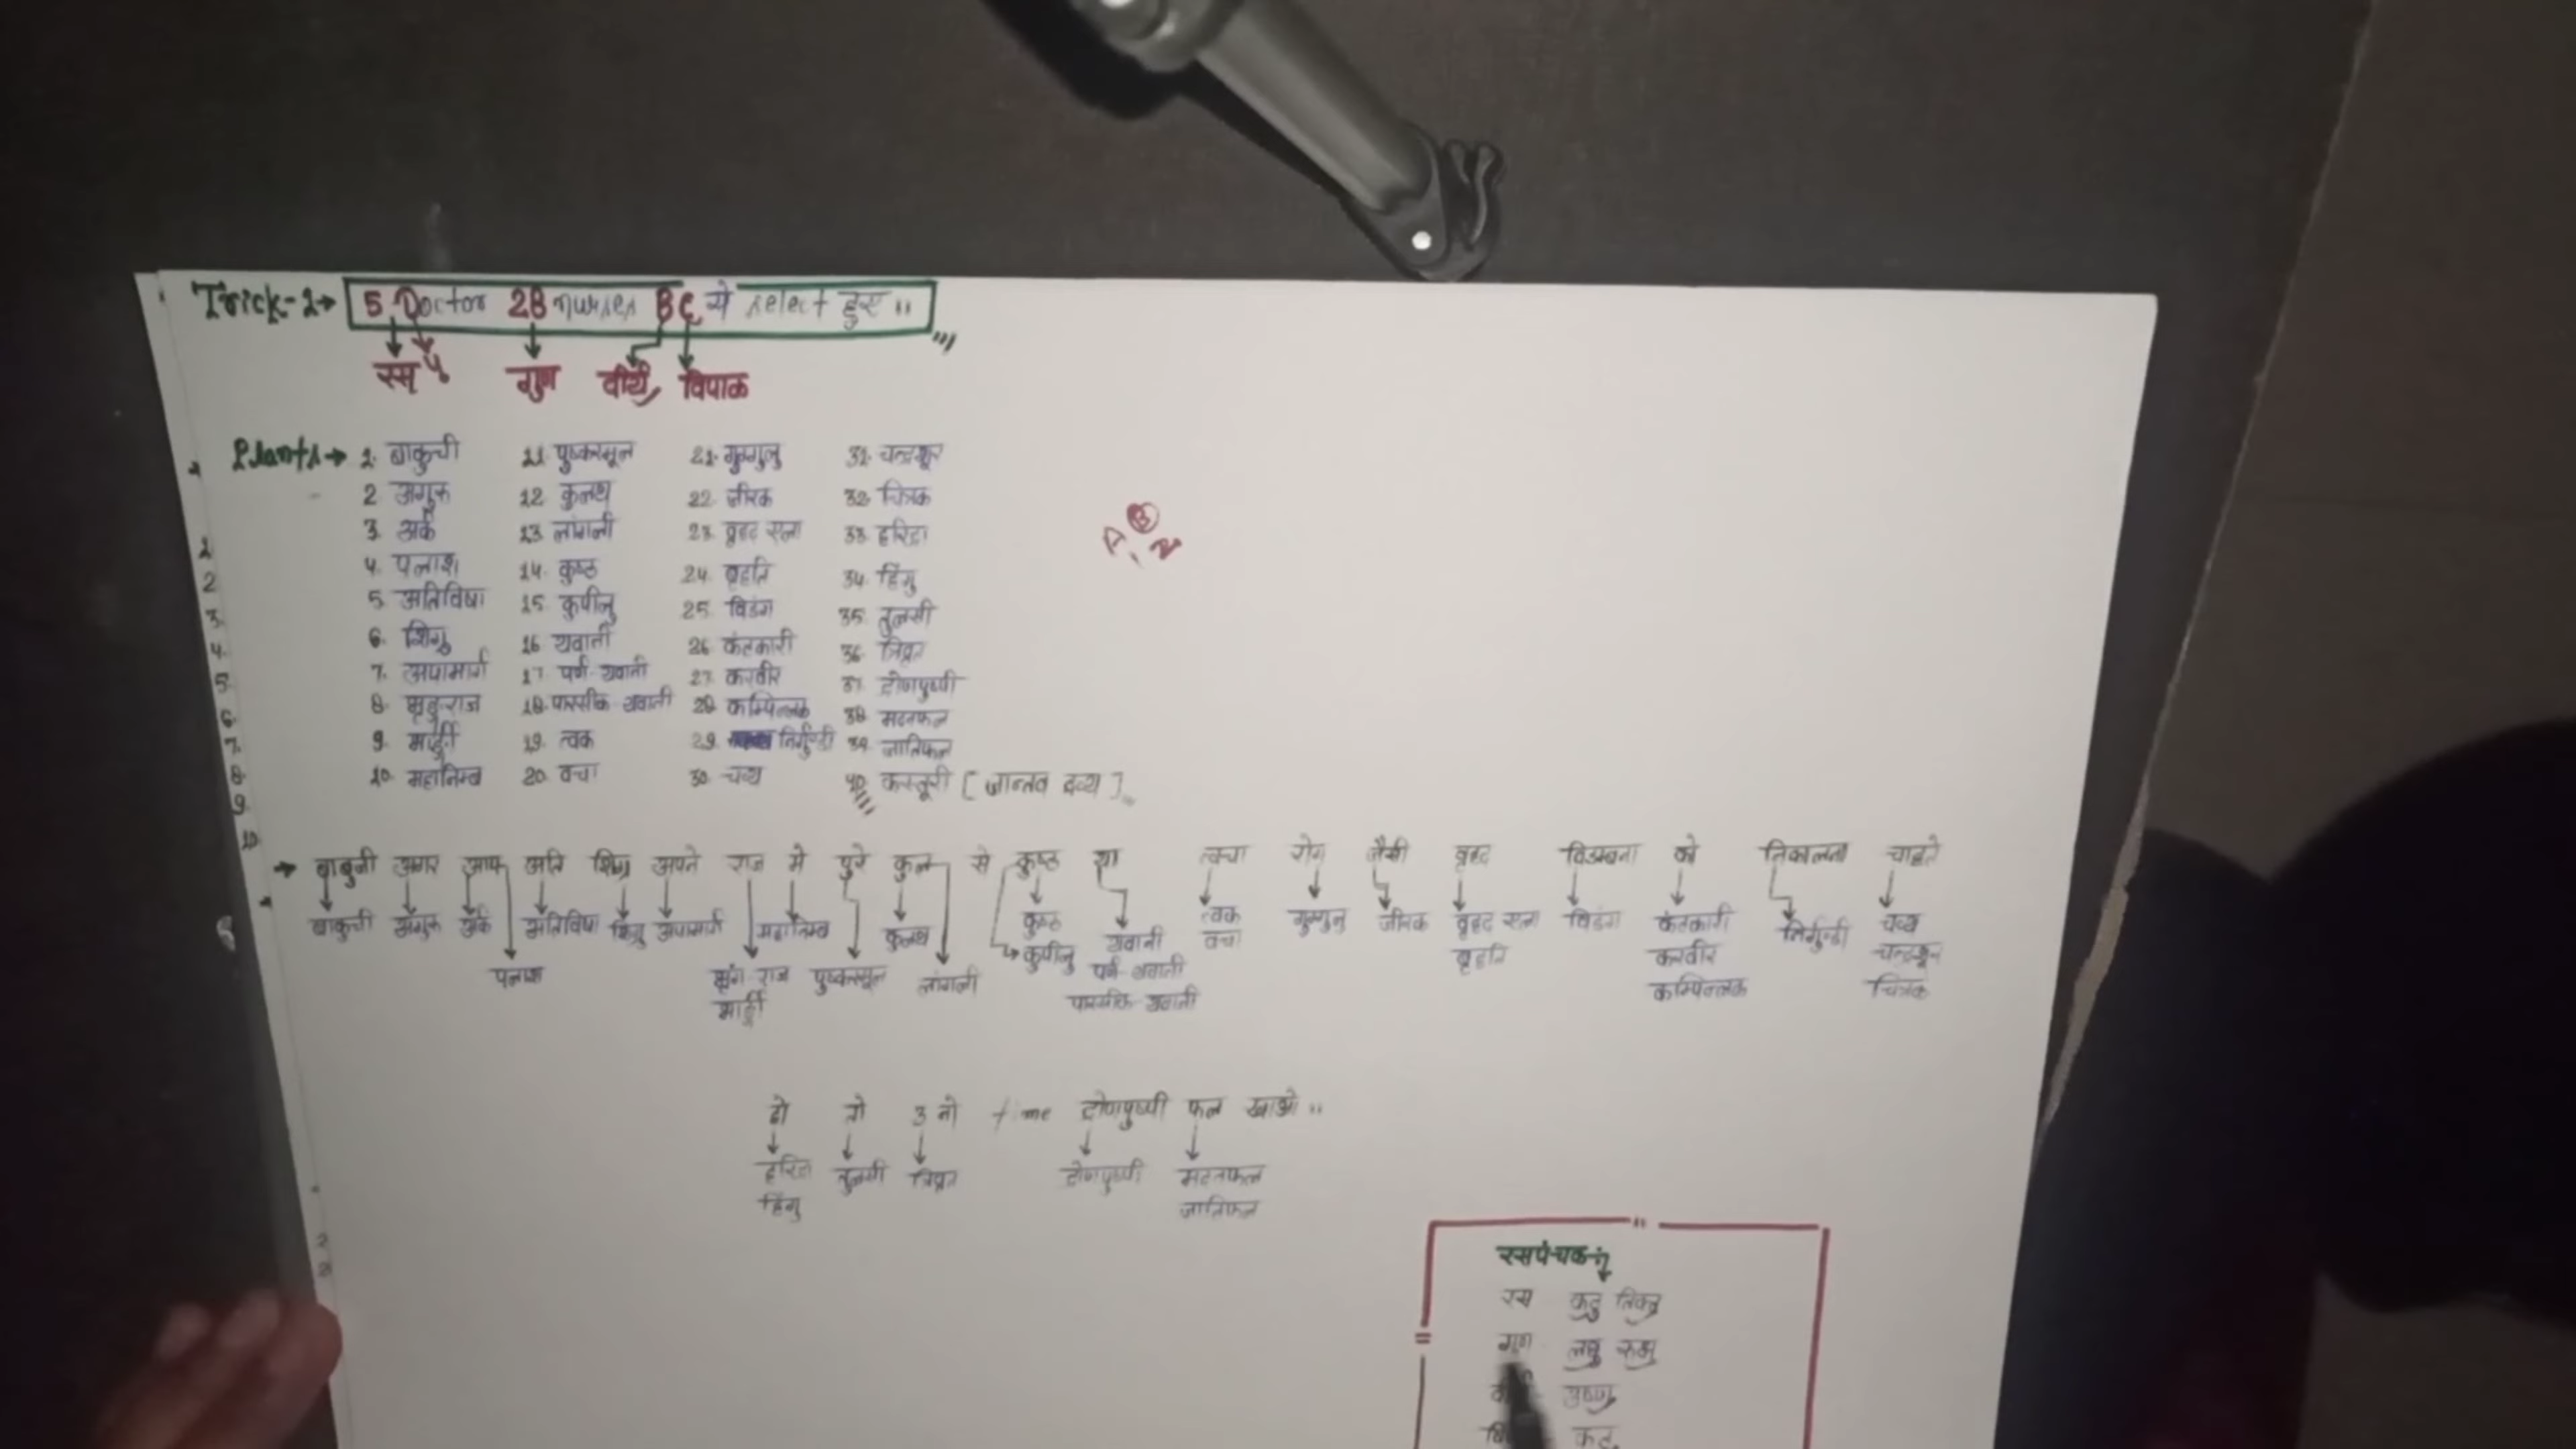 Trick-1→ 5 Doctor 2B nurses BC से select हुए "
रस 4 गुण वीर्य विपाक
Plants→ 1. बाकुची 11. पुष्करमूल 21. गुग्गुलु 31. चन्द्रशूर
2. अगुरु 12. कुलथ 22. जीरक 32. चित्रक
3. अर्क 13. लांगली 23. वृहद एला 33. हरिद्रा
4. पलाश 14. कुष्ठ 24. बृहति 34. हिंगु
5. अतिविषा 15. कुपीलु 25. विडंग 35. तुलसी
6. शिग्रु 16. यवानी 26. कंटकारी 36. त्रिवृत
7. अपामार्ग 17. पर्ण-यवानी 27. करवीर 37. द्रोणपुष्पी
8. भृङ्गराज 18. पारसीक-यवानी 28. कम्पिल्लक 38. मदनफल
9. भार्ङ्गी 19. त्वक 29. निर्गुण्डी 39. जातिफल
10. महानिम्ब 20. वचा 30. चव्य 40. कस्तूरी [जान्तव द्रव्य]
→ बाबुजी अगर आप अति शिघ्र अपने राज में पुरे कुल से कुष्ठ या त्वचा रोग जैसी वृहद विडम्बना को निकालना चाहते
बाकुची अगुरु अर्क अतिविषा शिग्रु अपामार्ग महानिम्ब कुलथ कुष्ठ यवानी त्वक गुग्गुलु जीरक वृहद एला विडंग कंटकारी निर्गुण्डी चव्य
पलाश भृंगराज पुष्करमूल लांगली कुपीलु पर्ण-यवानी वचा बृहति करवीर चन्द्रशूर
भार्ङ्गी पारसीक-यवानी कम्पिल्लक चित्रक
हो तो 3 नो time द्रोणपुष्पी फल खाओ "
हरिद्रा तुलसी त्रिवृत द्रोणपुष्पी मदनफल
हिंगु जातिफल
रसपंचक
रस कटु तिक्त
गुण लघु रुक्ष
उष्ण
कटु